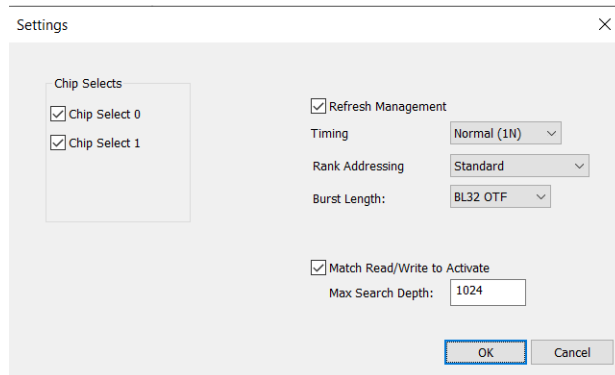 Settings
Chip Selects
Chip Select 0
Chip Select 1
Refresh Management
Timing Normal (1N)
Rank Addressing Standard
Burst Length: BL32 OTF
Match Read/Write to Activate
Max Search Depth: 1024
OK Cancel